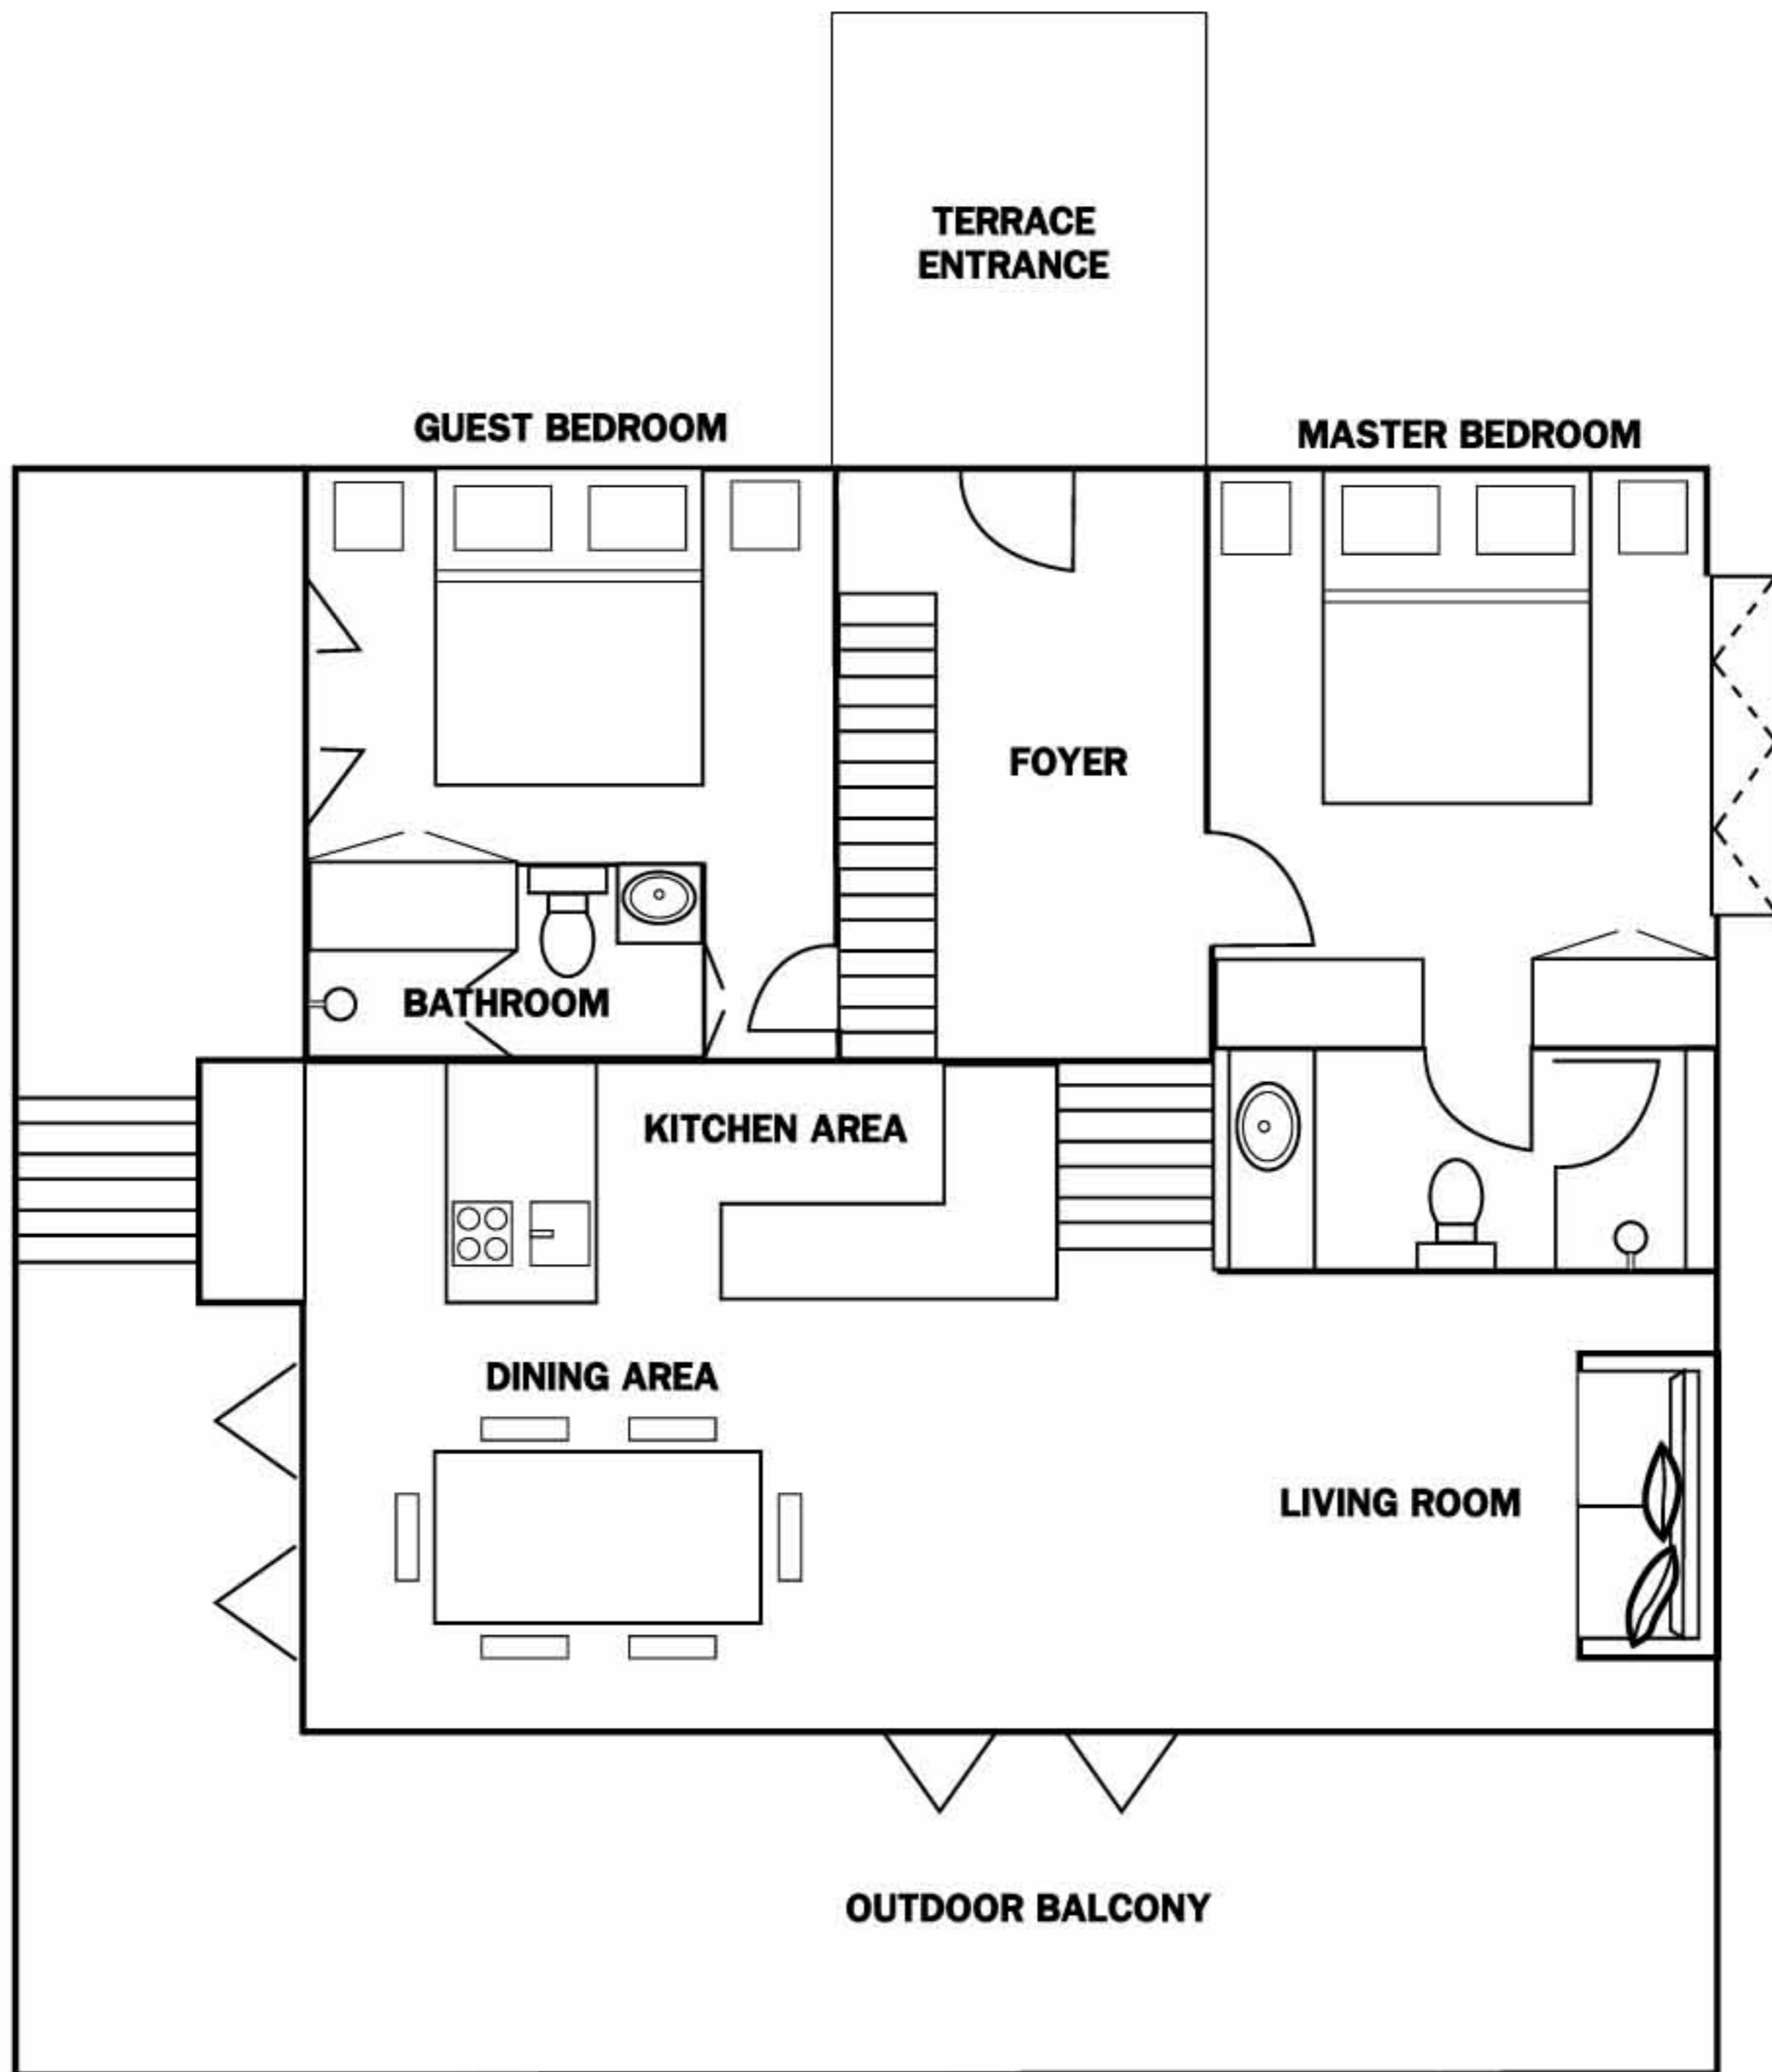 TERRACE
ENTRANCE
GUEST BEDROOM
MASTER BEDROOM
FOYER
BATHROOM
KITCHEN AREA
DINING AREA
LIVING ROOM
OUTDOOR BALCONY